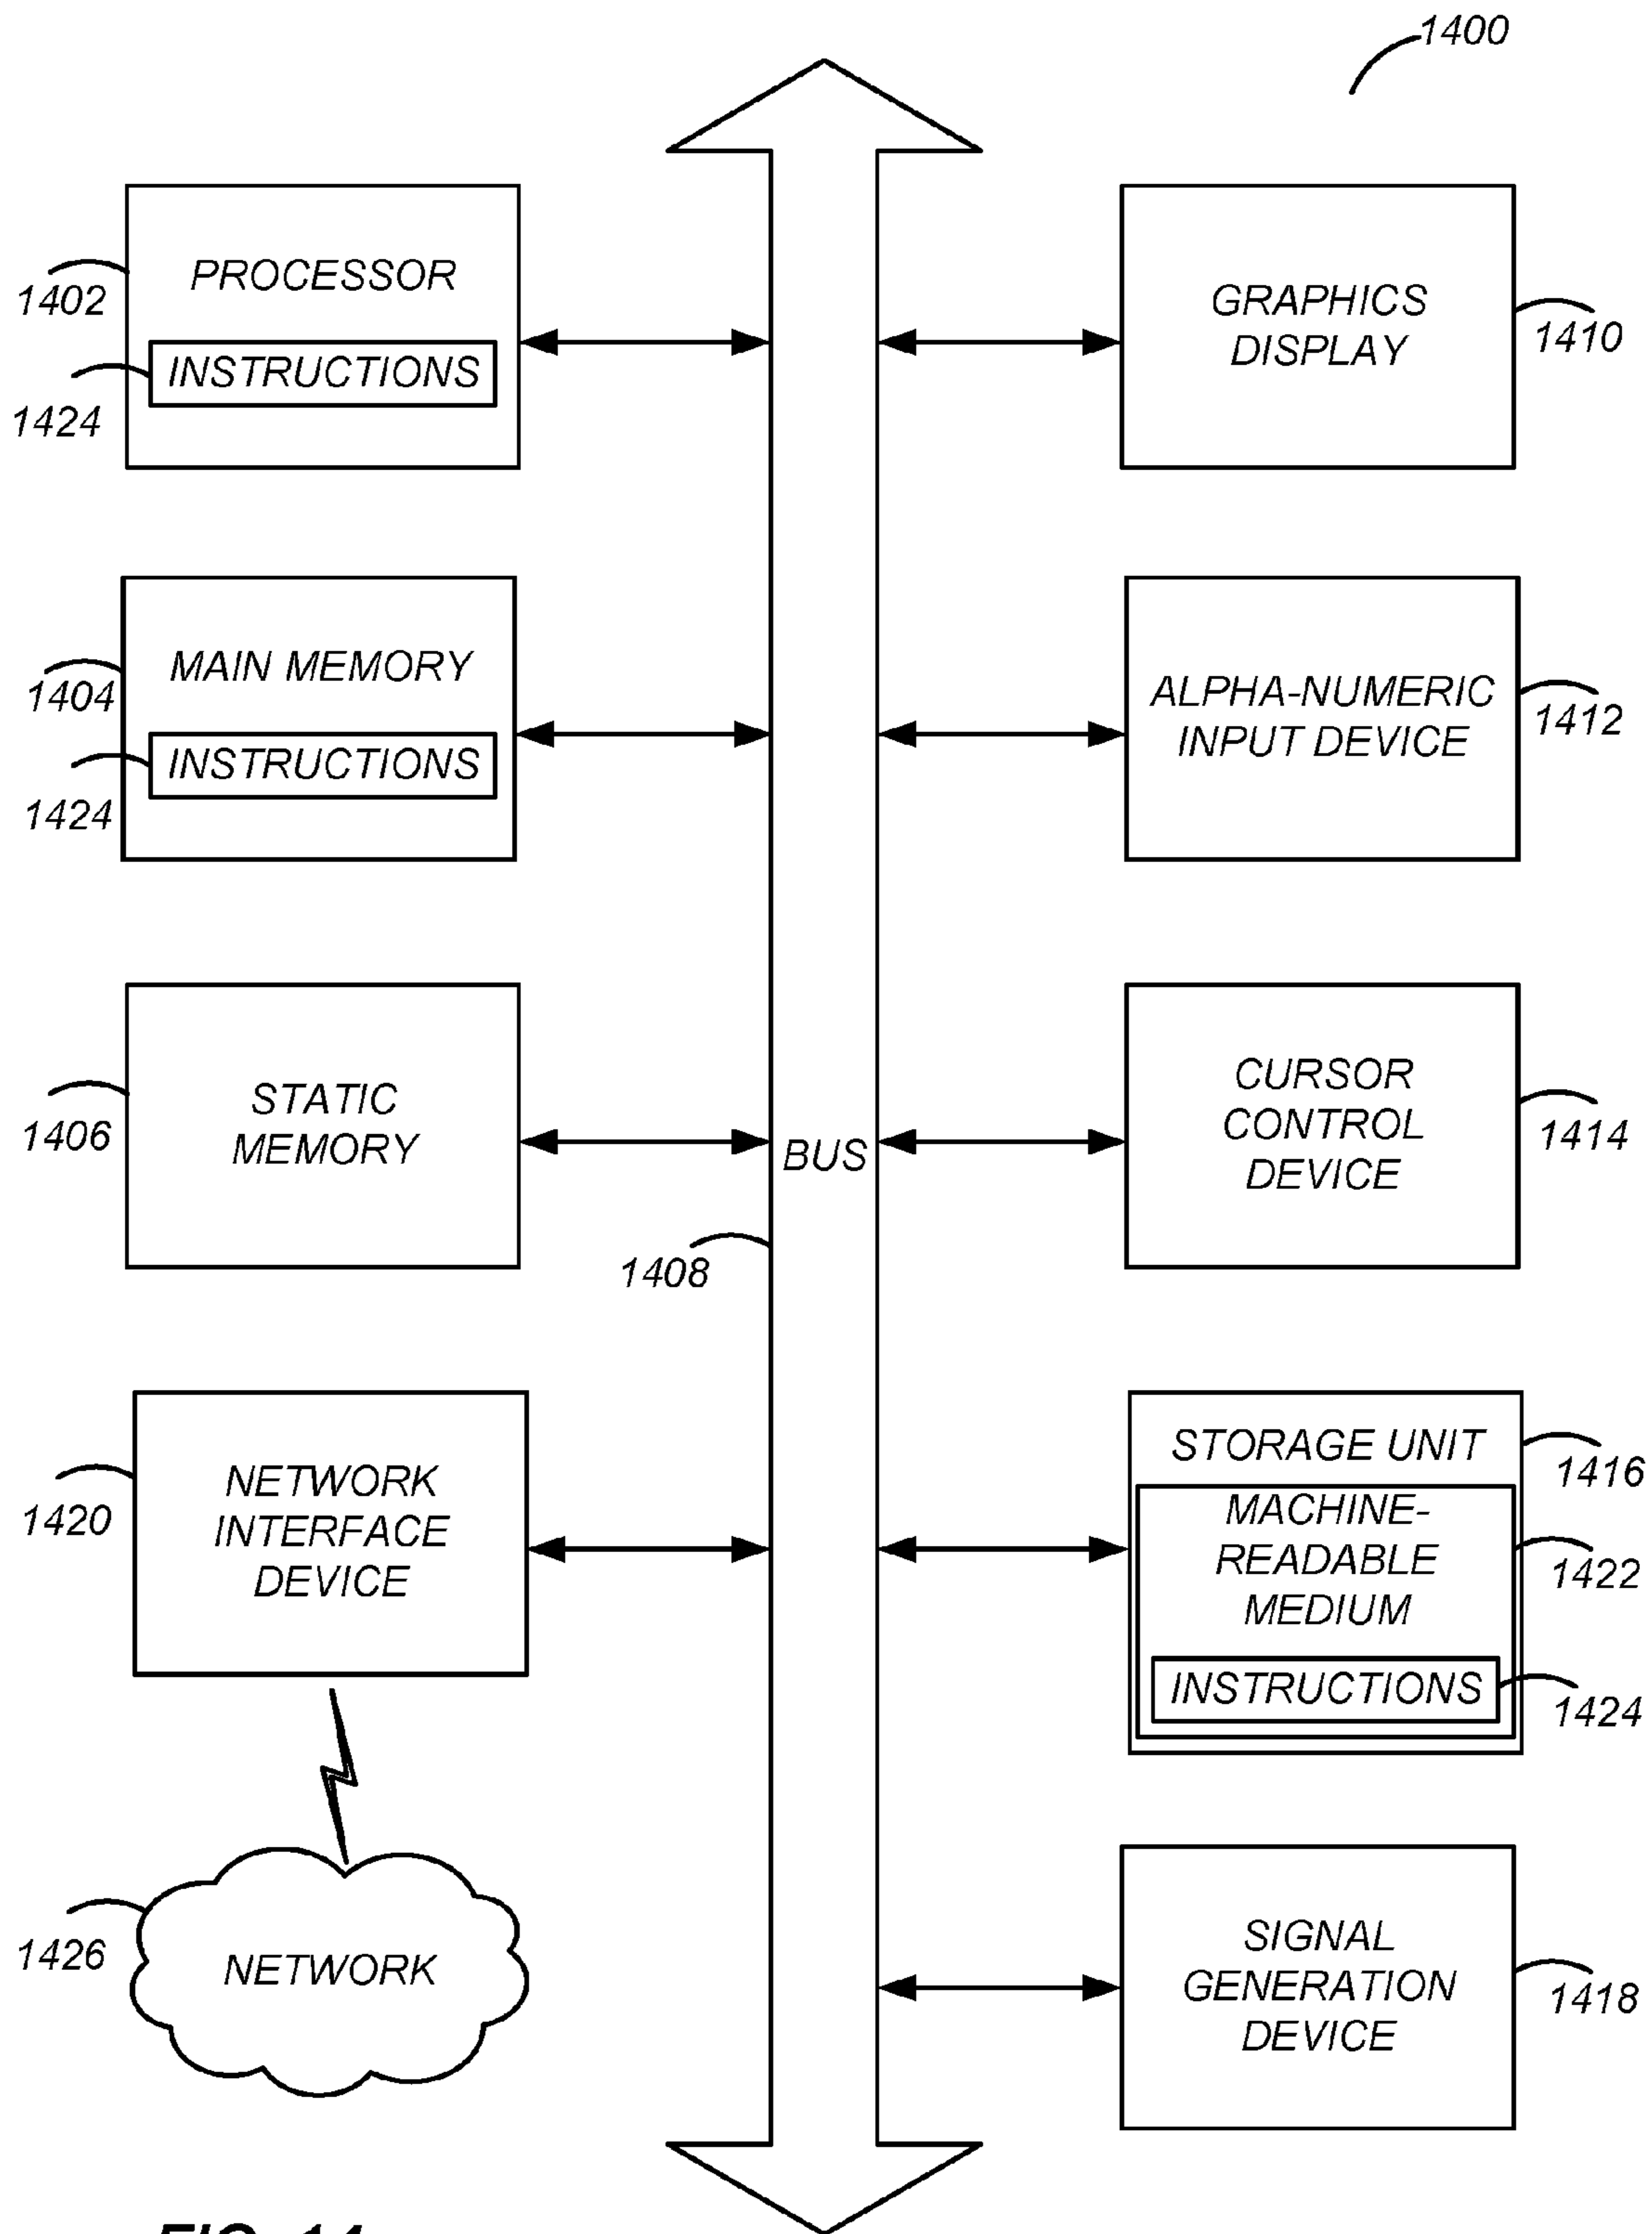 1400
PROCESSOR
1402
INSTRUCTIONS
1424
GRAPHICS
DISPLAY
1410
MAIN MEMORY
1404
INSTRUCTIONS
1424
ALPHA-NUMERIC
INPUT DEVICE
1412
STATIC
MEMORY
1406
BUS
1408
CURSOR
CONTROL
DEVICE
1414
NETWORK
INTERFACE
DEVICE
1420
STORAGE UNIT
1416
MACHINE-
READABLE
MEDIUM
1422
INSTRUCTIONS
1424
NETWORK
1426
SIGNAL
GENERATION
DEVICE
1418
FIG. 14